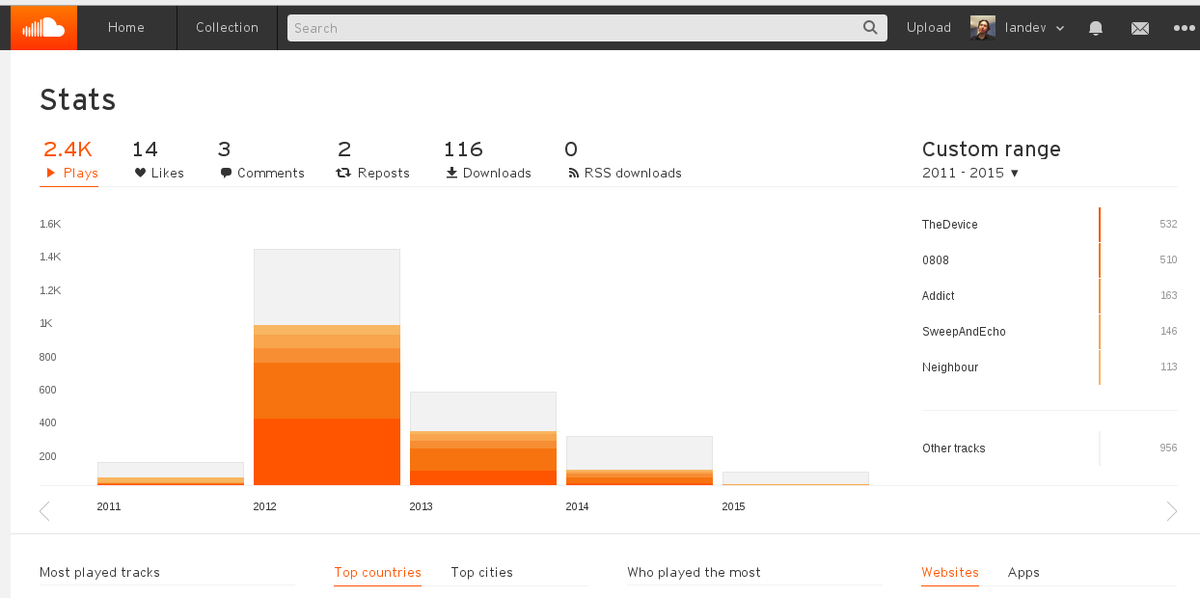 Home Collection Search Upload landev
Stats
2.4K 14 3 2 116 0
Plays Likes Comments Reposts Downloads RSS downloads
Custom range
2011 - 2015
1.6K
1.4K
1.2K
1K
800
600
400
200
2011 2012 2013 2014 2015
TheDevice 532
0808 510
Addict 163
SweepAndEcho 146
Neighbour 113
Other tracks 956
Most played tracks Top countries Top cities Who played the most Websites Apps